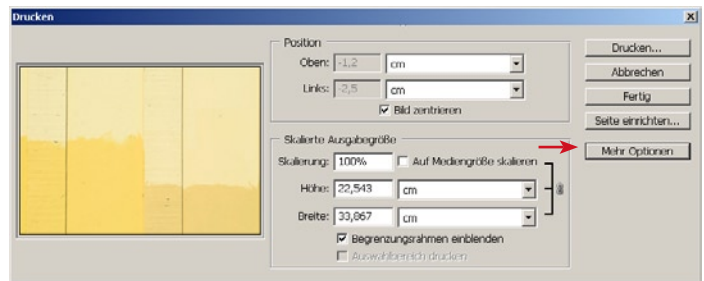 Drucken
Position
Oben: -1,2 cm
Links: -2,5 cm
Bild zentrieren
Skalierte Ausgabegröße
Skalierung: 100% Auf Mediengröße skalieren
Höhe: 22,543 cm
Breite: 33,867 cm
Begrenzungsrahmen einblenden
Auswahlbereich drucken
Drucken...
Abbrechen
Fertig
Seite einrichten...
Mehr Optionen